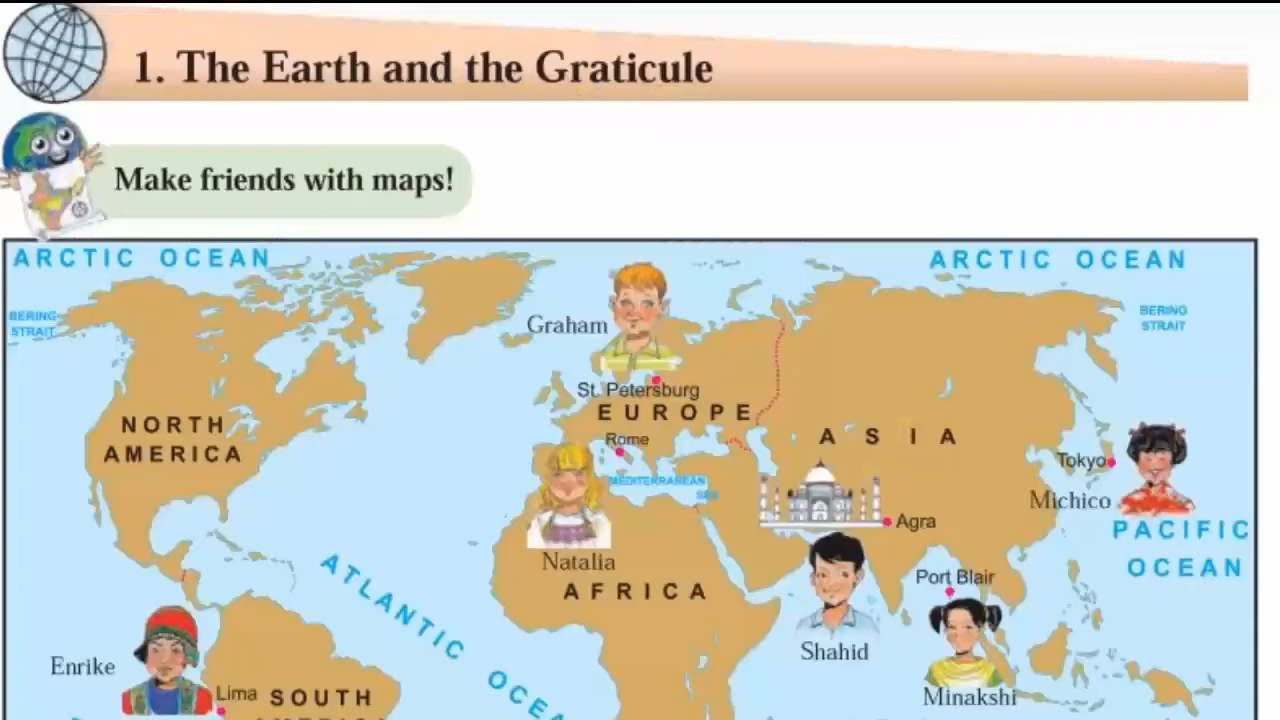 1. The Earth and the Graticule
Make friends with maps!
ARCTIC OCEAN
ARCTIC OCEAN
BERING
STRAIT
BERING
STRAIT
Graham
St. Petersburg
EUROPE
NORTH
AMERICA
ASIA
Rome
Tokyo
MEDITERRANEAN
SEA
Michico
Agra
PACIFIC
OCEAN
Natalia
ATLANTIC OCEA
AFRICA
Port Blair
Shahid
Enrike
Lima
SOUTH
Minakshi